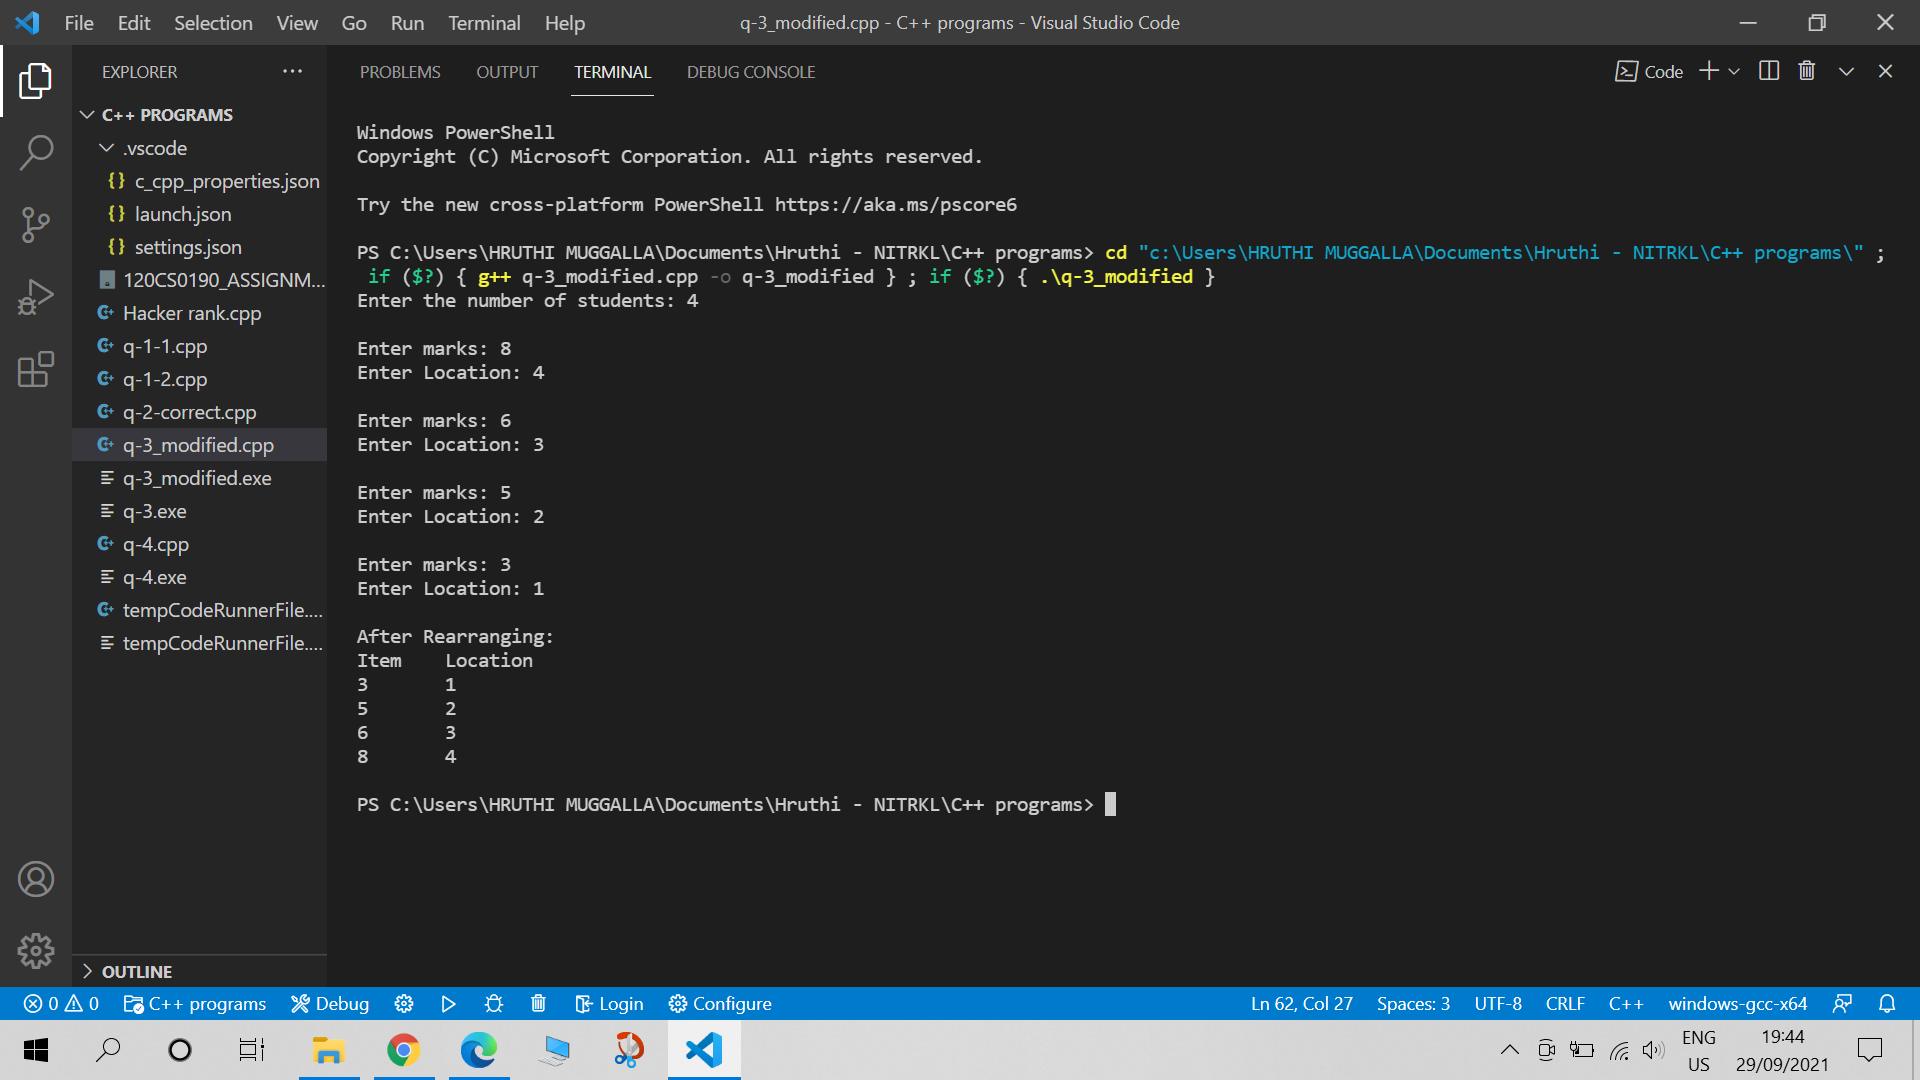 File Edit Selection View Go Run Terminal Help
q-3_modified.cpp - C++ programs - Visual Studio Code
EXPLORER
C++ PROGRAMS
.vscode
{} c_cpp_properties.json
{} launch.json
{} settings.json
120CS0190_ASSIGNM...
Hacker rank.cpp
q-1-1.cpp
q-1-2.cpp
q-2-correct.cpp
q-3_modified.cpp
q-3_modified.exe
q-3.exe
q-4.cpp
q-4.exe
tempCodeRunnerFile....
tempCodeRunnerFile....
OUTLINE
PROBLEMS OUTPUT TERMINAL DEBUG CONSOLE
Code
Windows PowerShell
Copyright (C) Microsoft Corporation. All rights reserved.
Try the new cross-platform PowerShell https://aka.ms/pscore6
PS C:\Users\HRUTHI MUGGALLA\Documents\Hruthi - NITRKL\C++ programs> cd "c:\Users\HRUTHI MUGGALLA\Documents\Hruthi - NITRKL\C++ programs\" ;
if ($?) { g++ q-3_modified.cpp -o q-3_modified } ; if ($?) { .\q-3_modified }
Enter the number of students: 4
Enter marks: 8
Enter Location: 4
Enter marks: 6
Enter Location: 3
Enter marks: 5
Enter Location: 2
Enter marks: 3
Enter Location: 1
After Rearranging:
Item Location
3 1
5 2
6 3
8 4
PS C:\Users\HRUTHI MUGGALLA\Documents\Hruthi - NITRKL\C++ programs>
0 0 C++ programs Debug Login Configure
Ln 62, Col 27 Spaces: 3 UTF-8 CRLF C++ windows-gcc-x64
ENG
US
19:44
29/09/2021